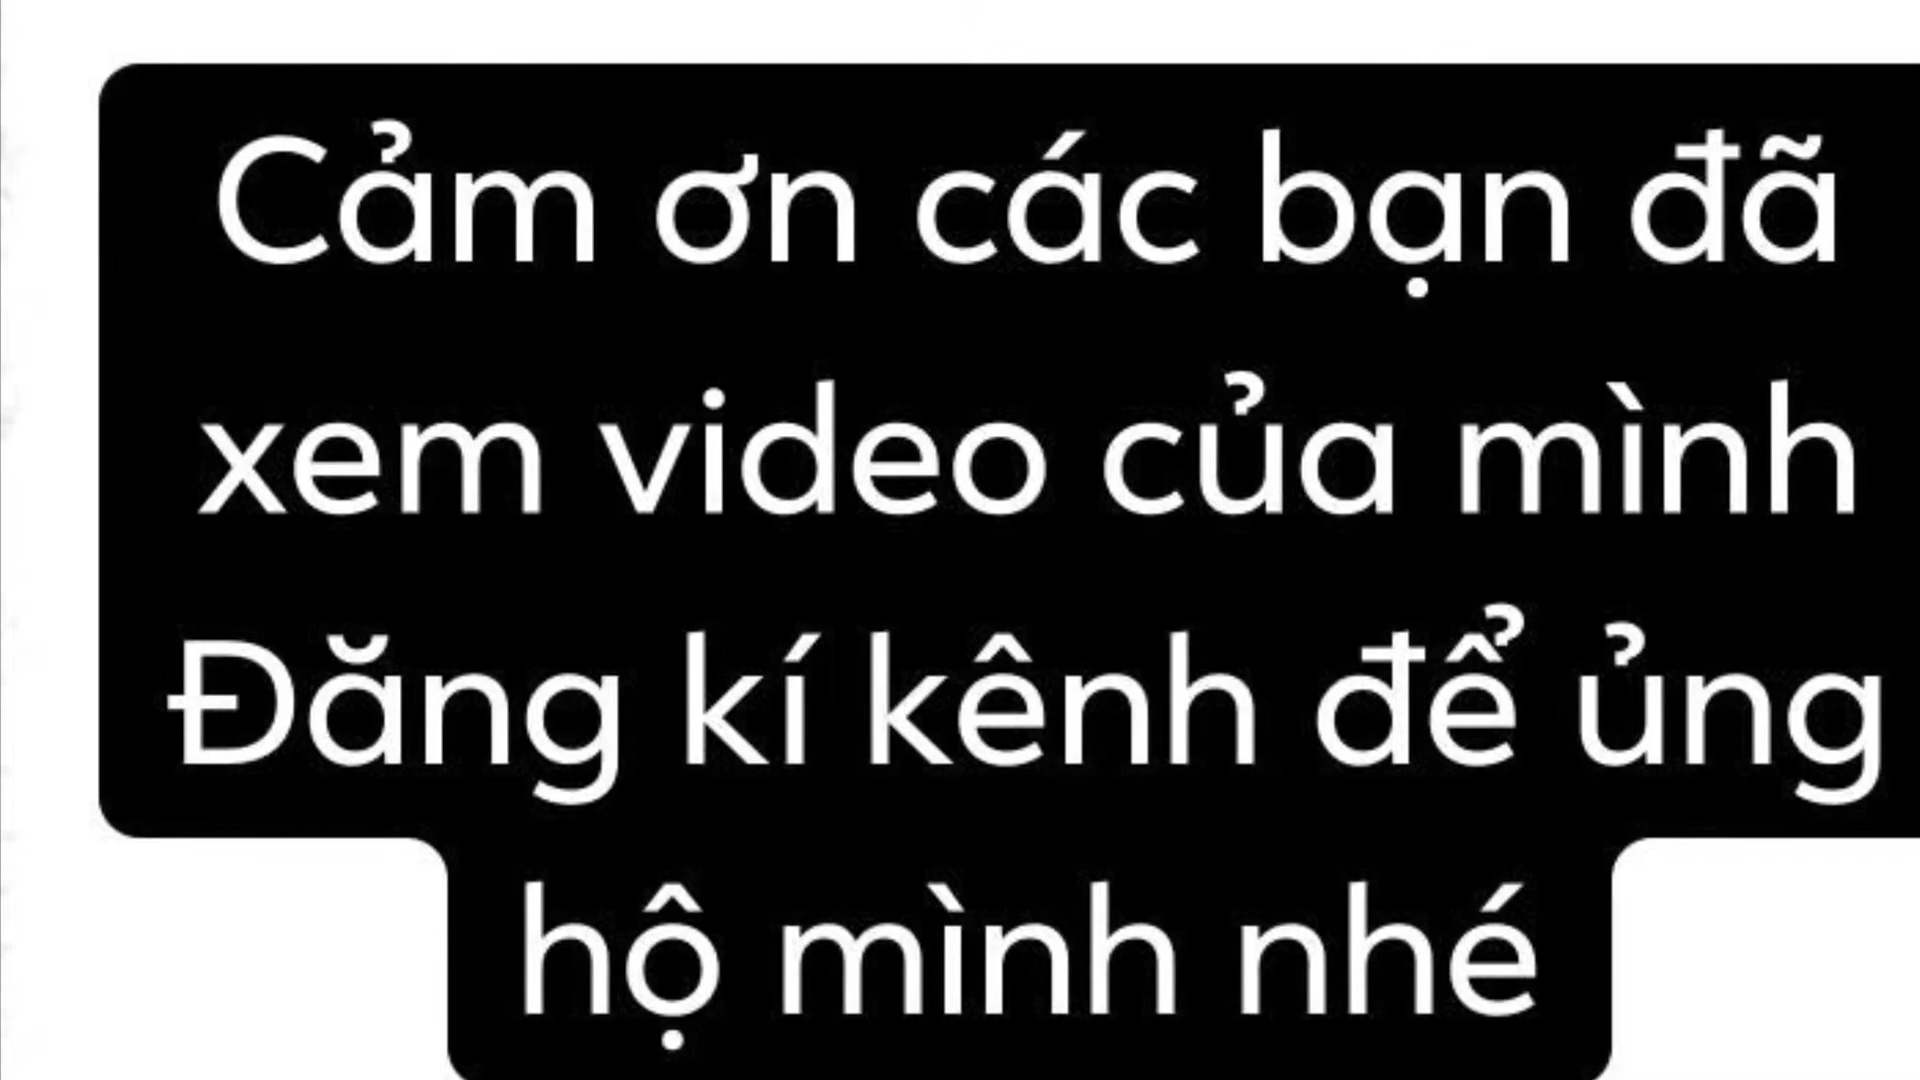 Cảm ơn các bạn đã
xem video của mình
Đăng kí kênh để ủng
hộ mình nhé